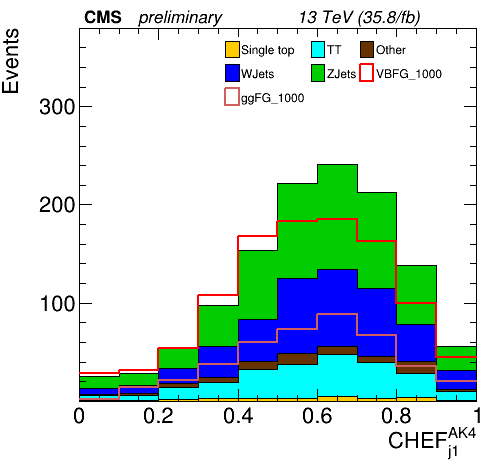 CMS preliminary 13 TeV (35.8/fb)
Events
Single top TT Other
WJets ZJets VBFG_1000
ggFG_1000
300
200
100
0 0.2 0.4 0.6 0.8 1
CHEF_{j1}^{AK4}